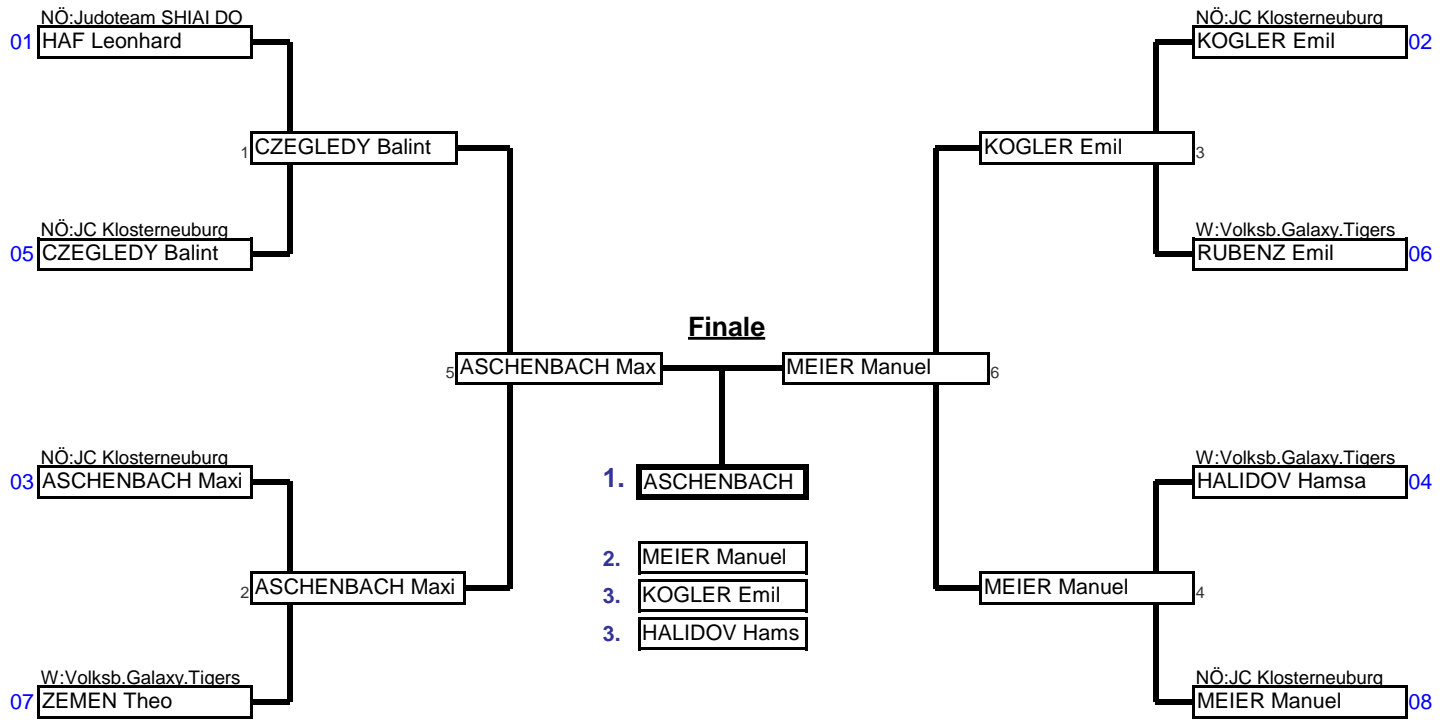 NÖ:Judoteam SHIAI DO
01 HAF Leonhard
NÖ:JC Klosterneuburg
KOGLER Emil 02
1 CZEGLEDY Balint
KOGLER Emil 3
NÖ:JC Klosterneuburg
05 CZEGLEDY Balint
W:Volksb.Galaxy.Tigers
RUBENZ Emil 06
Finale
5 ASCHENBACH Max
MEIER Manuel 6
NÖ:JC Klosterneuburg
03 ASCHENBACH Maxi
1. ASCHENBACH
W:Volksb.Galaxy.Tigers
HALIDOV Hamsa 04
2. MEIER Manuel
2 ASCHENBACH Maxi
3. KOGLER Emil
MEIER Manuel 4
3. HALIDOV Hams
W:Volksb.Galaxy.Tigers
07 ZEMEN Theo
NÖ:JC Klosterneuburg
MEIER Manuel 08